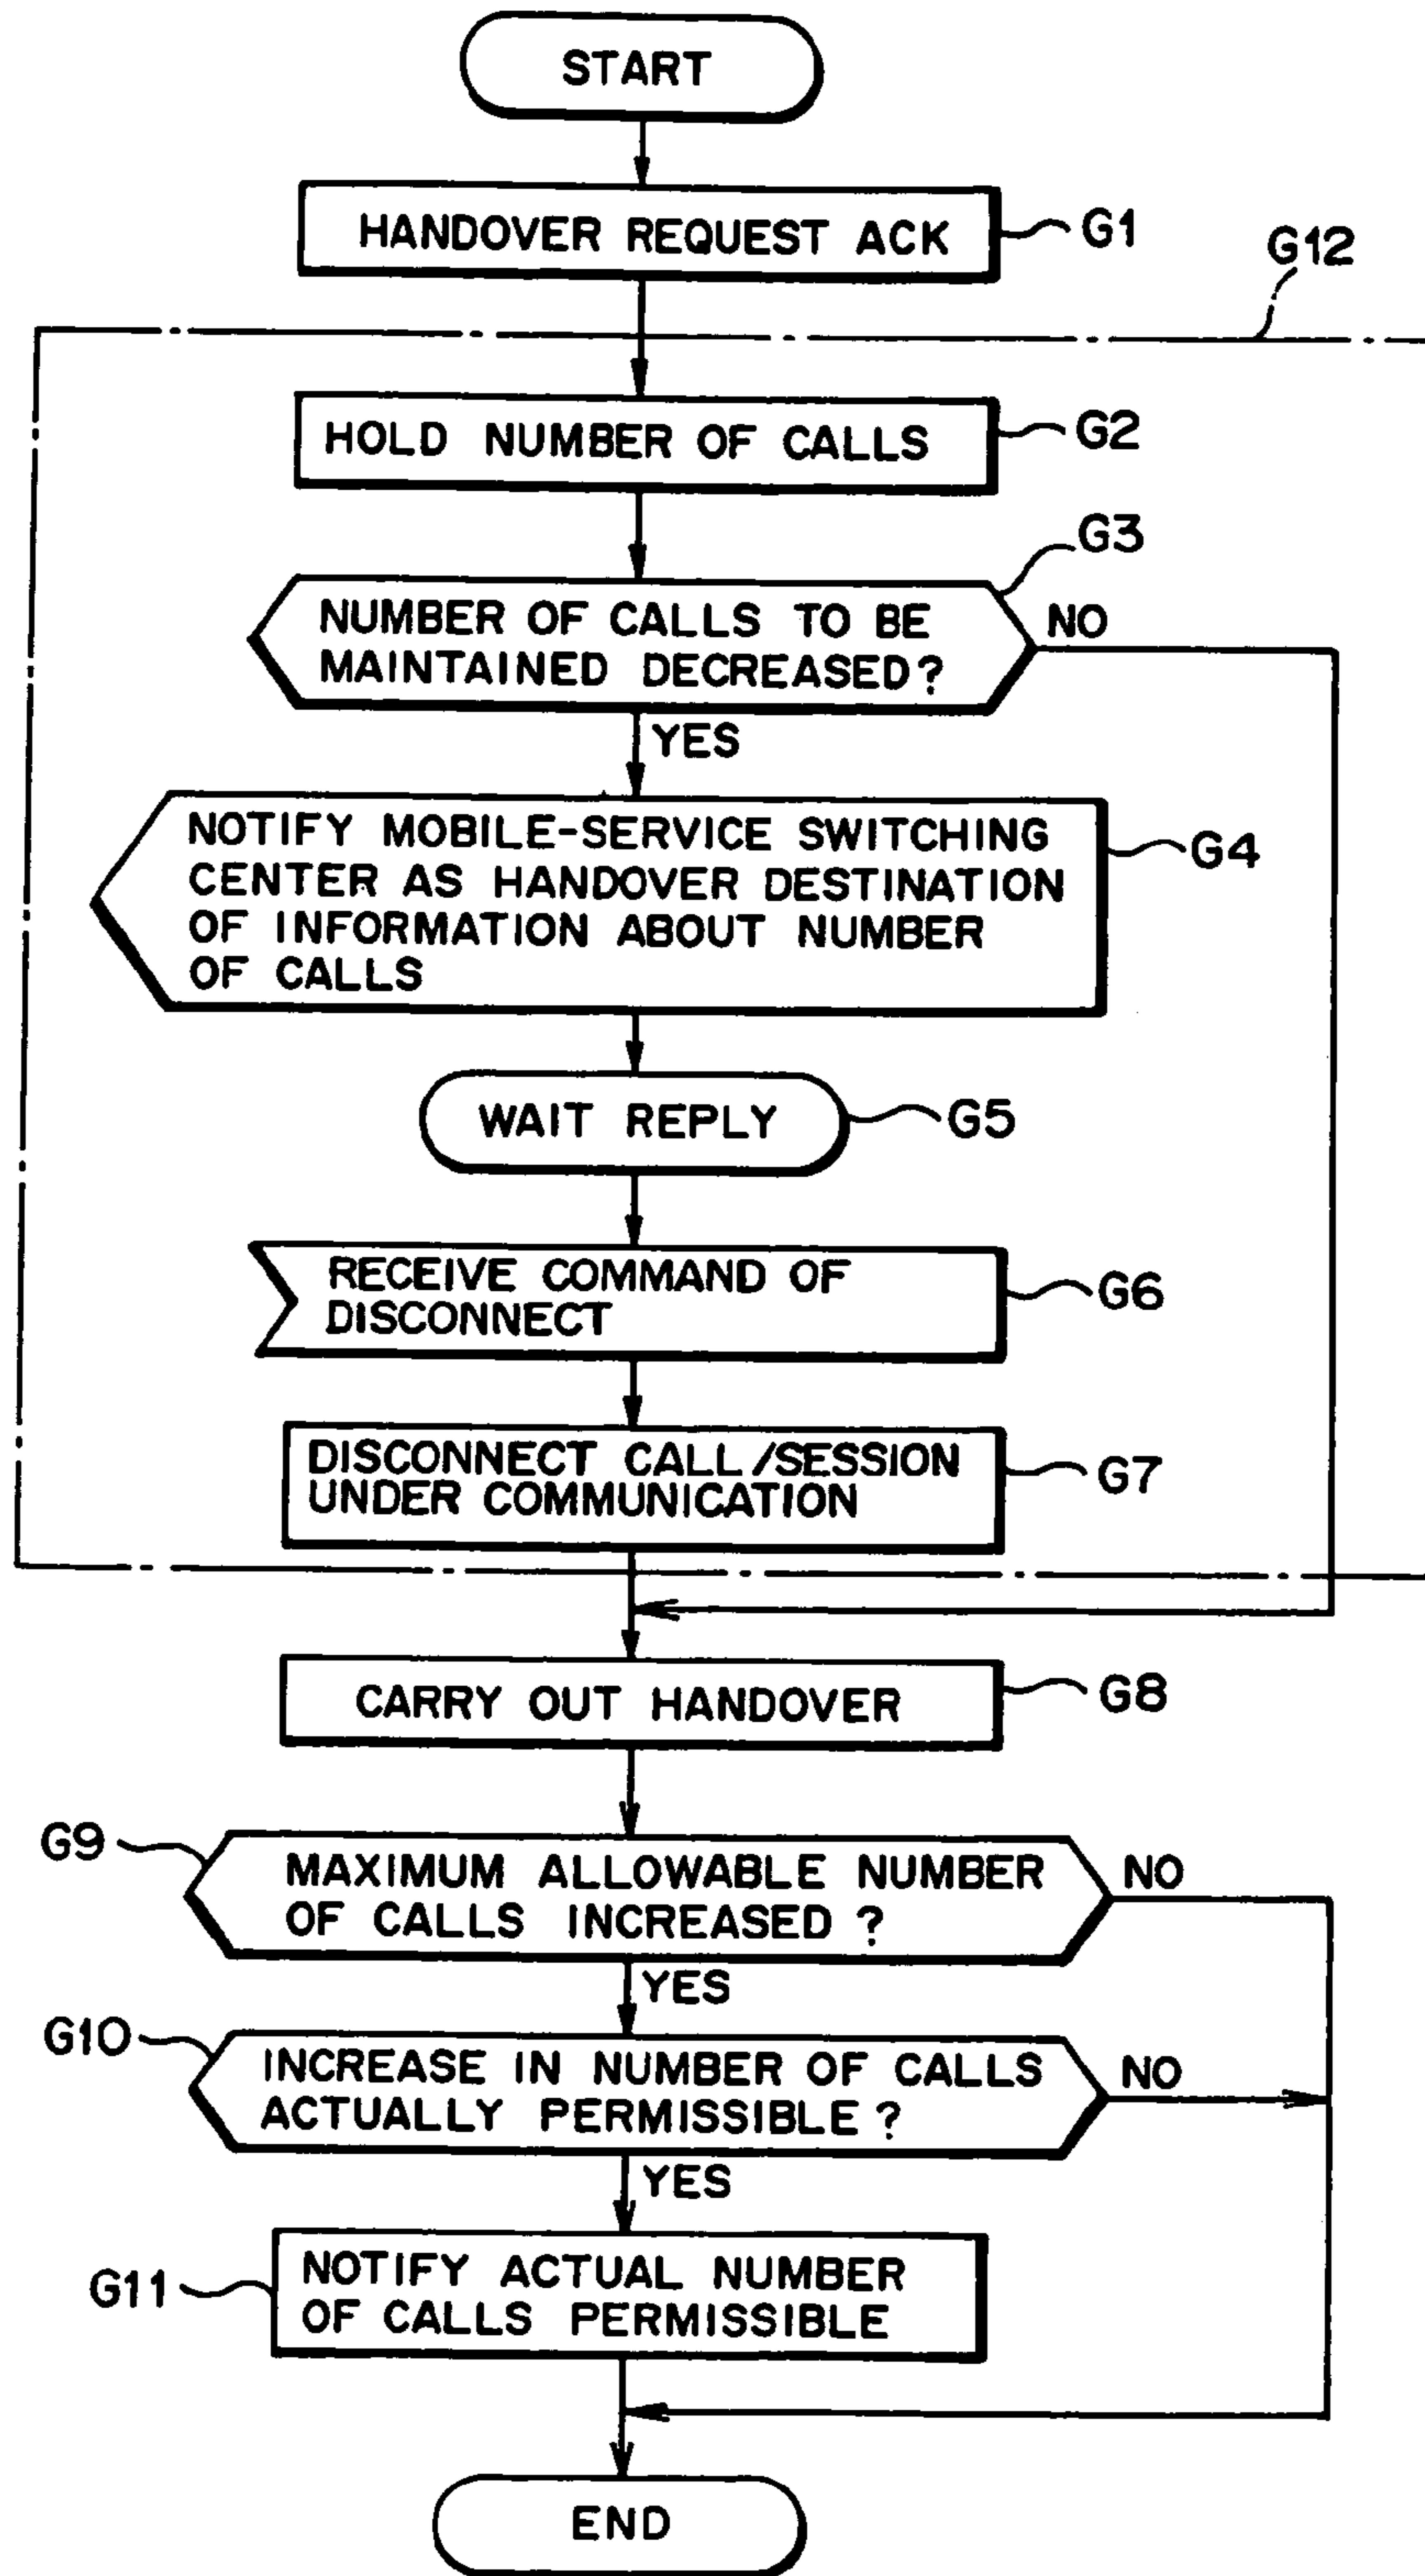 START
HANDOVER REQUEST ACK
G1
G12
HOLD NUMBER OF CALLS
G2
G3
NUMBER OF CALLS TO BE
MAINTAINED DECREASED?
NO
YES
NOTIFY MOBILE-SERVICE SWITCHING
CENTER AS HANDOVER DESTINATION
OF INFORMATION ABOUT NUMBER
OF CALLS
G4
WAIT REPLY
G5
RECEIVE COMMAND OF
DISCONNECT
G6
DISCONNECT CALL/SESSION
UNDER COMMUNICATION
G7
CARRY OUT HANDOVER
G8
G9
MAXIMUM ALLOWABLE NUMBER
OF CALLS INCREASED?
NO
YES
G10
INCREASE IN NUMBER OF CALLS
ACTUALLY PERMISSIBLE?
NO
YES
G11
NOTIFY ACTUAL NUMBER
OF CALLS PERMISSIBLE
END